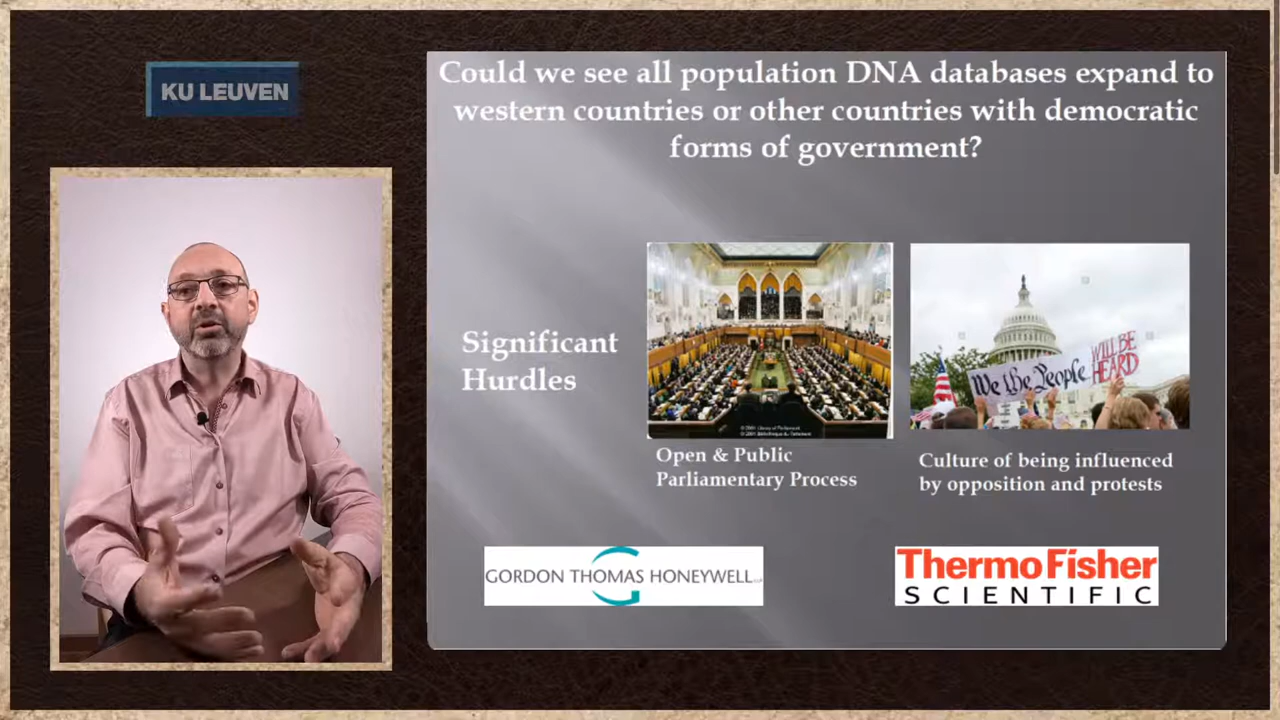 KU LEUVEN
Could we see all population DNA databases expand to
western countries or other countries with democratic
forms of government?
Significant
Hurdles
We the People
WILL BE
HEARD
Open & Public
Parliamentary Process
Culture of being influenced
by opposition and protests
GORDON THOMAS HONEYWELL
ThermoFisher
SCIENTIFIC